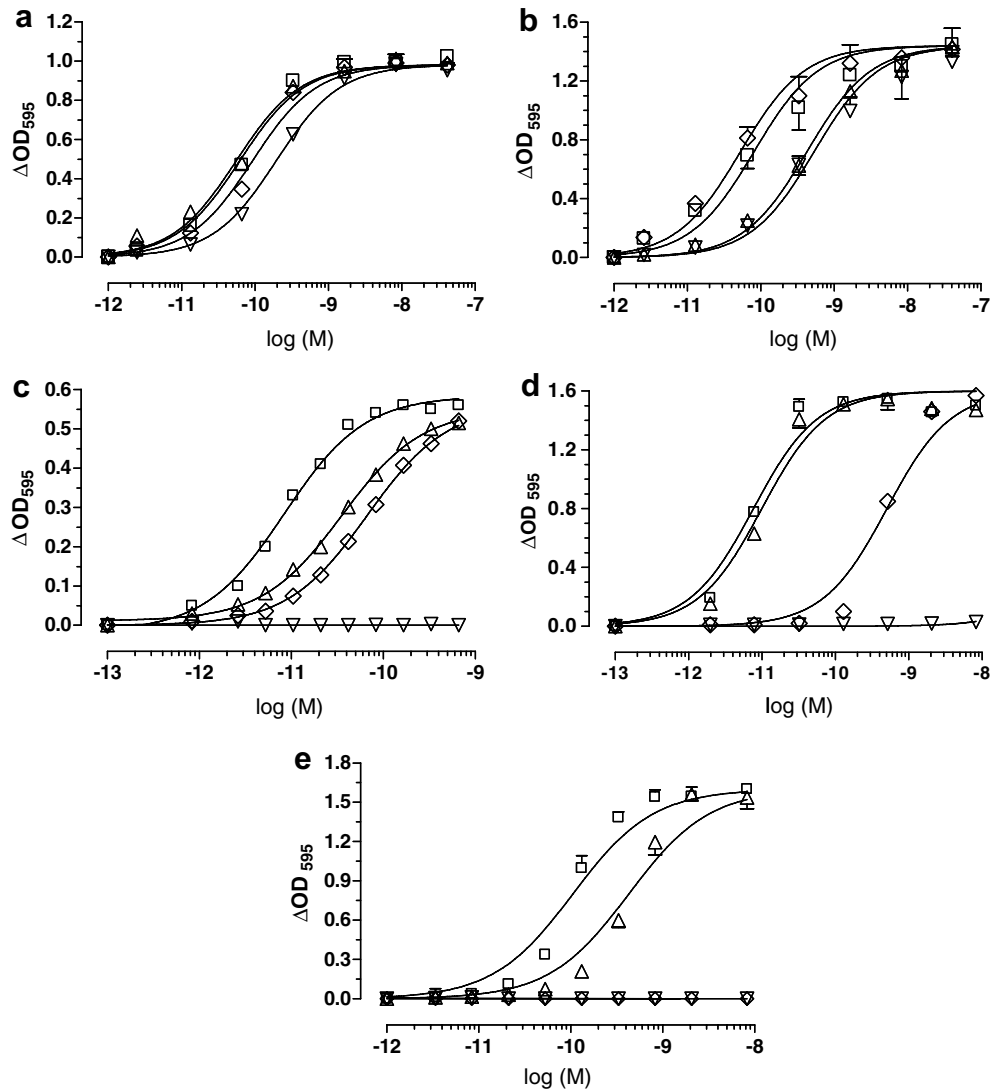 a
1.2
1.0
0.8
0.6
0.4
0.2
0.0
ΔOD595
-12 -11 -10 -9 -8 -7
log (M)
b
1.6
1.2
0.8
0.4
0.0
ΔOD595
-12 -11 -10 -9 -8 -7
log (M)
c
0.6
0.5
0.4
0.3
0.2
0.1
0.0
ΔOD595
-13 -12 -11 -10 -9
log (M)
d
1.6
1.2
0.8
0.4
0.0
ΔOD 595
-13 -12 -11 -10 -9 -8
log (M)
e
1.8
1.5
1.2
0.9
0.6
0.3
0.0
ΔOD 595
-12 -11 -10 -9 -8
log (M)